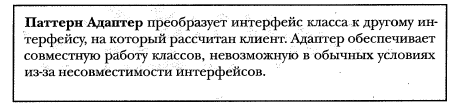 Паттерн Адаптер преобразует интерфейс класса к другому ин-
терфейсу, на который рассчитан клиент. Адаптер обеспечивает
совместную работу классов, невозможную в обычных условиях
из-за несовместимости интерфейсов.